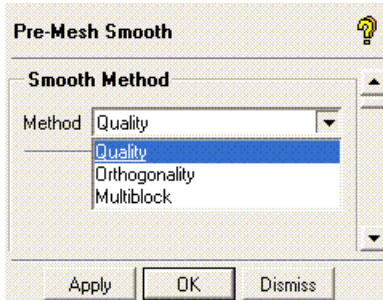 Pre-Mesh Smooth
Smooth Method
Method Quality
Quality
Orthogonality
Multiblock
Apply OK Dismiss